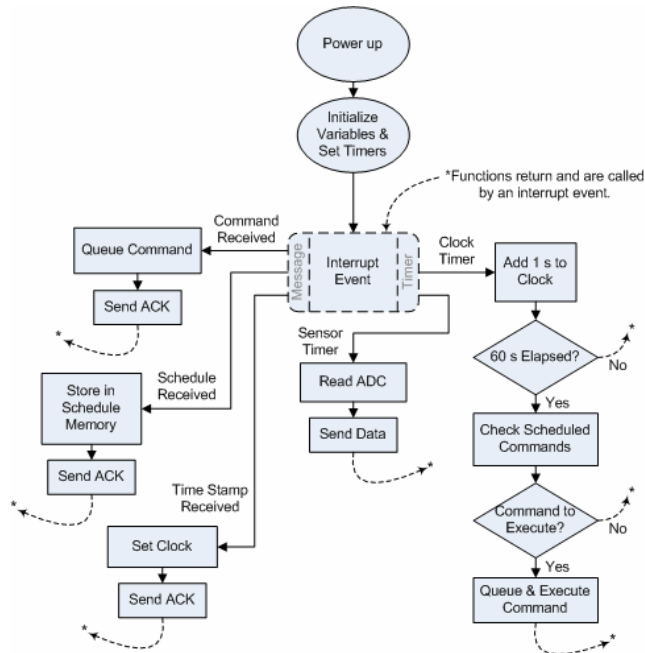 Power up
Initialize
Variables &
Set Timers
*Functions return and are called
by an interrupt event.
Command
Received
Queue Command
Send ACK
*
Message
Interrupt
Event
Timer
Clock
Timer
Add 1 s to
Clock
60 s Elapsed?
*
No
Yes
Sensor
Timer
Read ADC
Send Data
*
Schedule
Received
Store in
Schedule
Memory
Send ACK
*
Check Scheduled
Commands
Command to
Execute?
*
No
Yes
Queue & Execute
Command
*
Time Stamp
Received
Set Clock
Send ACK
*